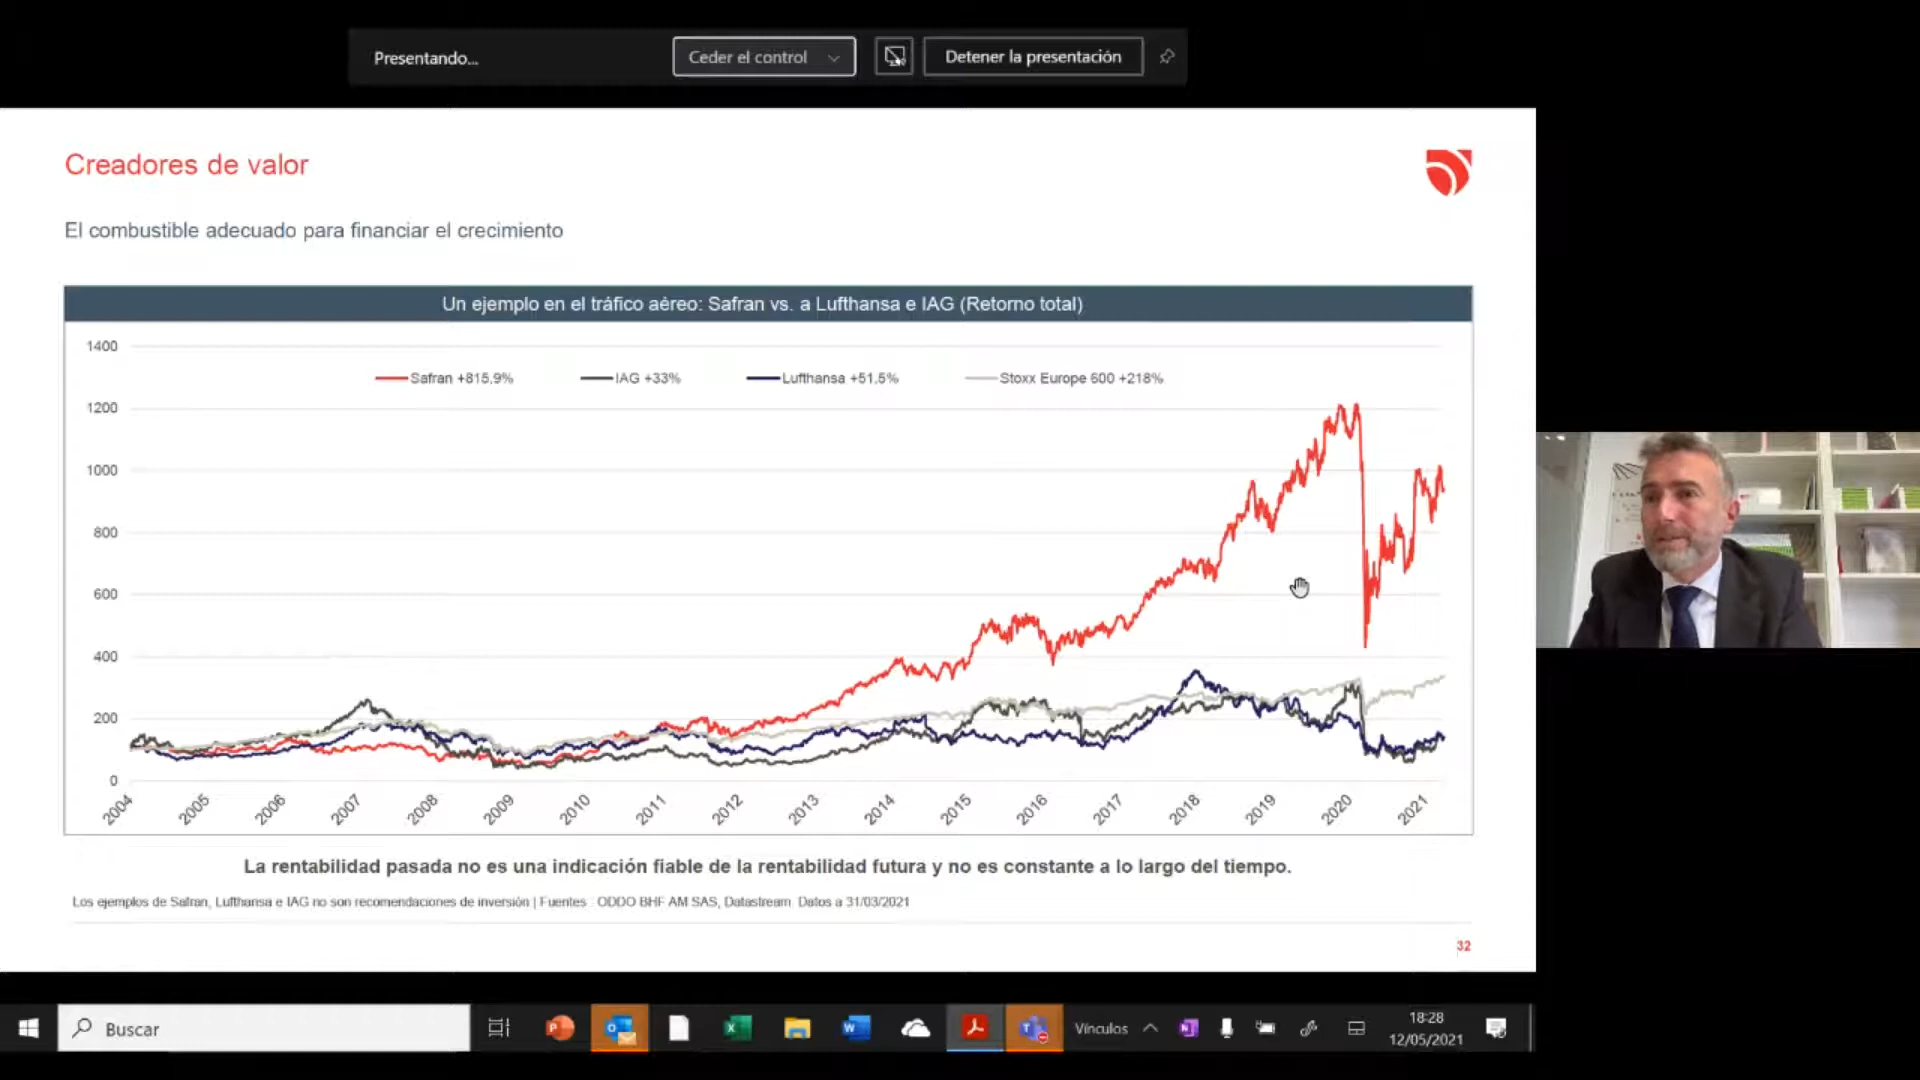 Presentando...
Ceder el control
Detener la presentación
Creadores de valor
El combustible adecuado para financiar el crecimiento
Un ejemplo en el tráfico aéreo: Safran vs. a Lufthansa e IAG (Retorno total)
1400
Safran +815,9%
IAG +33%
Lufthansa +51,5%
Stoxx Europe 600 +218%
1200
1000
800
600
400
200
0
2004
2005
2006
2007
2008
2009
2010
2011
2012
2013
2014
2015
2016
2017
2018
2019
2020
2021
La rentabilidad pasada no es una indicación fiable de la rentabilidad futura y no es constante a lo largo del tiempo.
Los ejemplos de Safran, Lufthansa e IAG no son recomendaciones de inversión | Fuentes : ODDO BHF AM SAS, Datastream. Datos a 31/03/2021
32
Buscar
Vínculos
18:28
12/05/2021